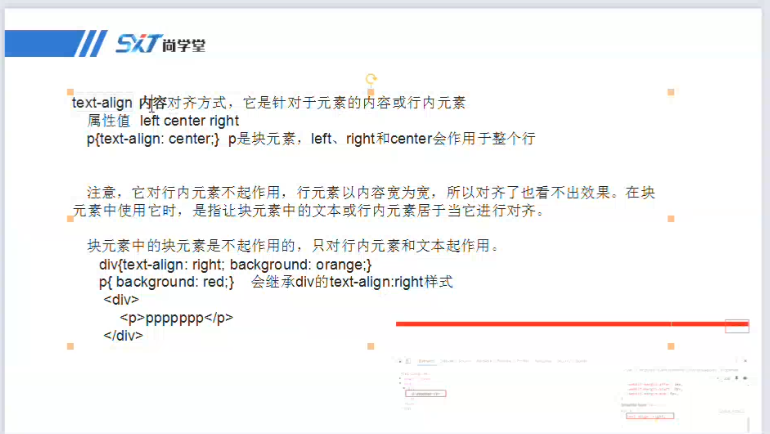 SXT 尚学堂
text-align 内容对齐方式，它是针对于元素的内容或行内元素
属性值 left center right
p{text-align: center;} p是块元素，left、right和center会作用于整个行
注意，它对行内元素不起作用，行元素以内容宽为宽，所以对齐了也看不出效果。在块
元素中使用它时，是指让块元素中的文本或行内元素居于当它进行对齐。
块元素中的块元素是不起作用的，只对行内元素和文本起作用。
div{text-align: right; background: orange;}
p{ background: red;} 会继承div的text-align:right样式
<div>
<p>ppppppp</p>
</div>